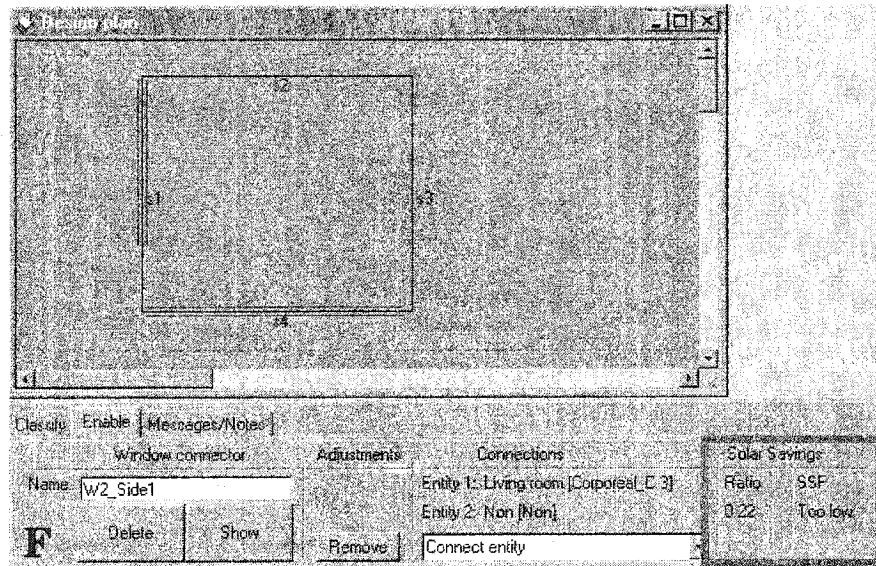 Design plan
s2
s1
s3
s4
Classify Enable Messages/Notes
Window connector Adjustments Connections Solar Savings
Name W2_Side1 Entity 1: Living room [Corporeal_E 3] Ratio SSF
Entity 2: Non [Non] 0.22 Too low
F Delete Show Remove Connect entity